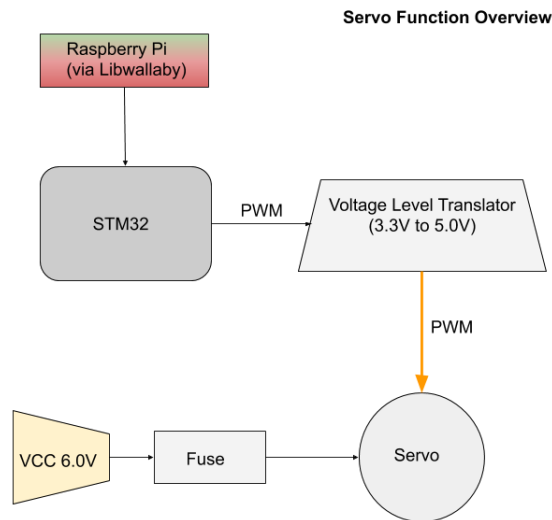 Servo Function Overview
Raspberry Pi
(via Libwallaby)
STM32
PWM
Voltage Level Translator
(3.3V to 5.0V)
PWM
VCC 6.0V
Fuse
Servo